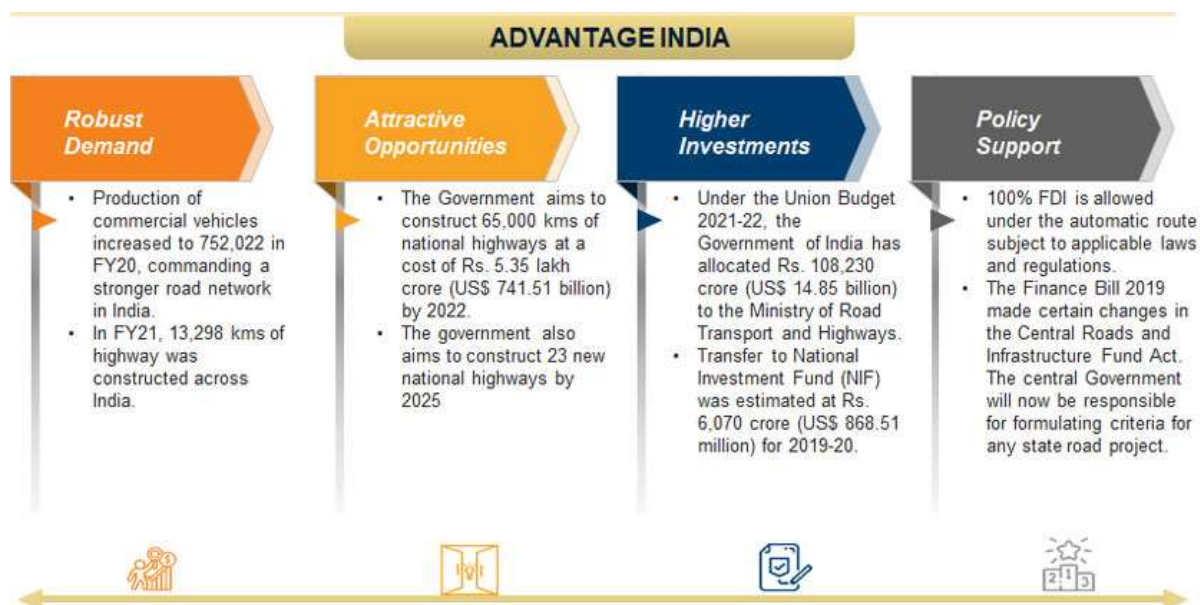 ADVANTAGE INDIA
Robust
Demand
• Production of
commercial vehicles
increased to 752,022 in
FY20, commanding a
stronger road network
in India.
• In FY21, 13,298 kms of
highway was
constructed across
India.
Attractive
Opportunities
• The Government aims to
construct 65,000 kms of
national highways at a
cost of Rs. 5.35 lakh
crore (US$ 741.51 billion)
by 2022.
• The government also
aims to construct 23 new
national highways by
2025
Higher
Investments
• Under the Union Budget
2021-22, the
Government of India has
allocated Rs. 108,230
crore (US$ 14.85 billion)
to the Ministry of Road
Transport and Highways.
• Transfer to National
Investment Fund (NIF)
was estimated at Rs.
6,070 crore (US$ 868.51
million) for 2019-20.
Policy
Support
• 100% FDI is allowed
under the automatic route
subject to applicable laws
and regulations.
• The Finance Bill 2019
made certain changes in
the Central Roads and
Infrastructure Fund Act.
The central Government
will now be responsible
for formulating criteria for
any state road project.
2 1 3